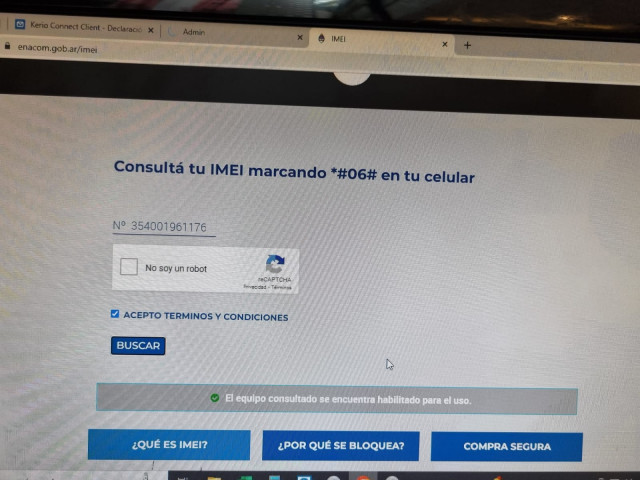 Kerio Connect Client - Declaracio
Admin
IMEI
enacom.gob.ar/imei
Consultá tu IMEI marcando *#06# en tu celular
Nº 354001961176
No soy un robot
reCAPTCHA
Privacidad - Términos
ACEPTO TERMINOS Y CONDICIONES
BUSCAR
El equipo consultado se encuentra habilitado para el uso.
¿QUÉ ES IMEI?
¿POR QUÉ SE BLOQUEA?
COMPRA SEGURA